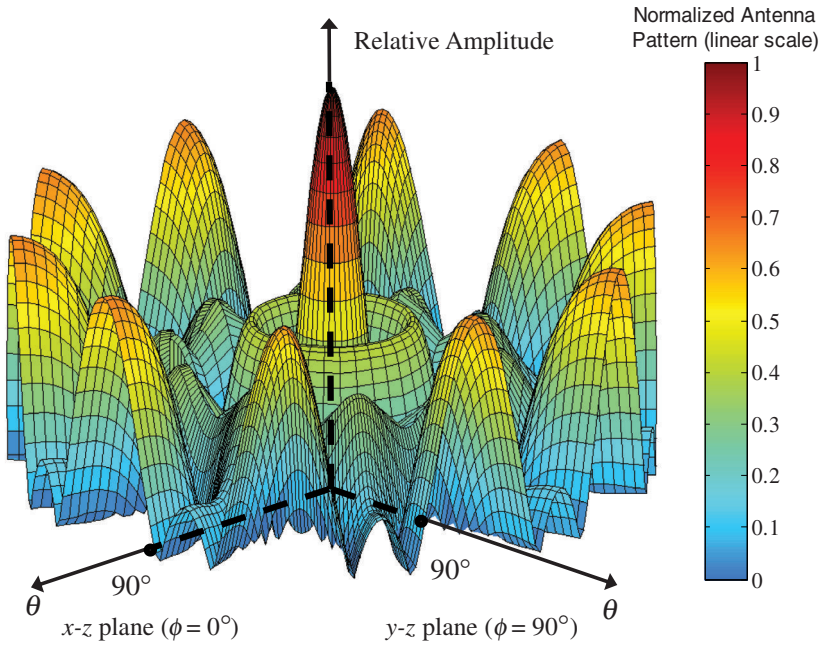 Relative Amplitude
Normalized Antenna
Pattern (linear scale)
1
0.9
0.8
0.7
0.6
0.5
0.4
0.3
0.2
0.1
0
90°
90°
θ
θ
x-z plane (ϕ = 0°)
y-z plane (ϕ = 90°)